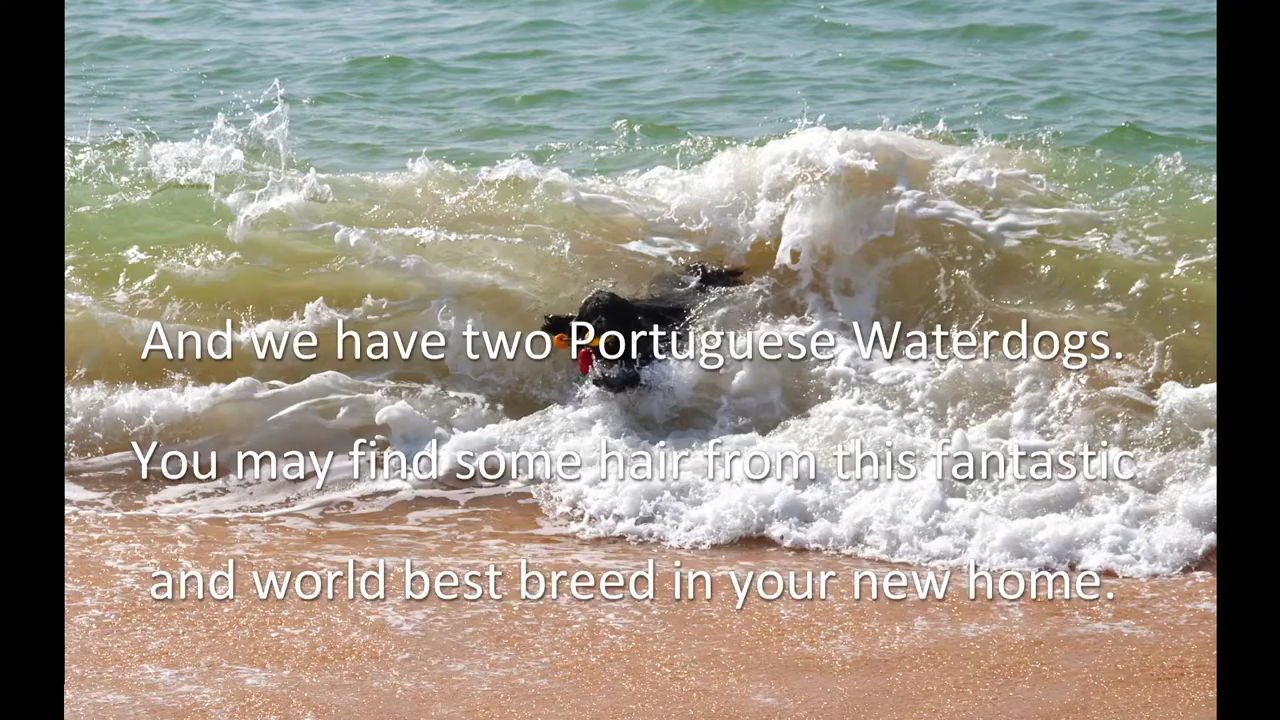 And we have two Portuguese Waterdogs.
You may find some hair from this fantastic
and world best breed in your new home.